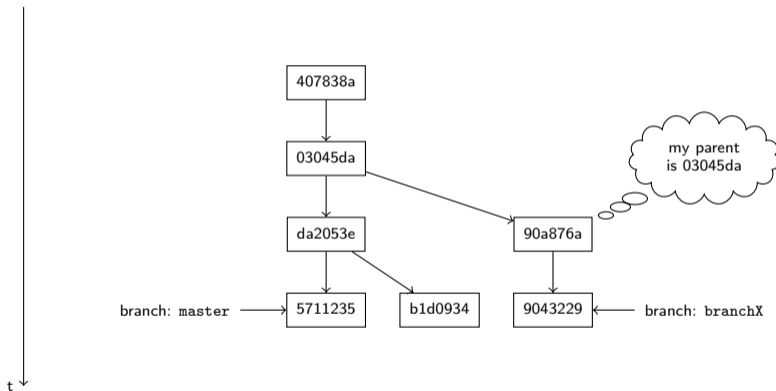 407838a
my parent
is 03045da
03045da
da2053e
90a876a
branch: master
5711235
b1d0934
9043229
branch: branchX
t